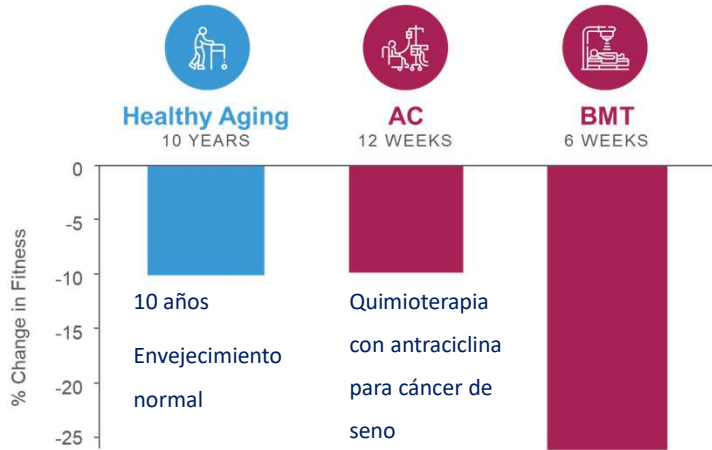 Healthy Aging
10 YEARS
AC
12 WEEKS
BMT
6 WEEKS
% Change in Fitness
0
-5
-10
-15
-20
-25
10 años
Envejecimiento
normal
Quimioterapia
con antraciclina
para cáncer de
seno